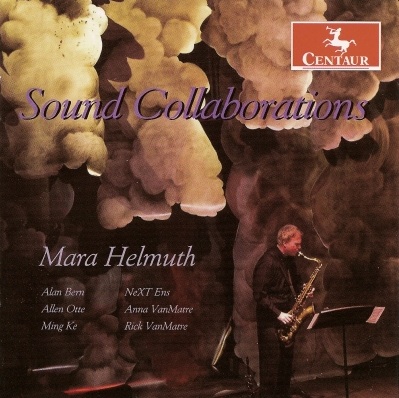 CENTAUR
Sound Collaborations
Mara Helmuth
Alan Bern
NeXT Ens
Allen Otte
Anna VanMatre
Ming Ke
Rick VanMatre